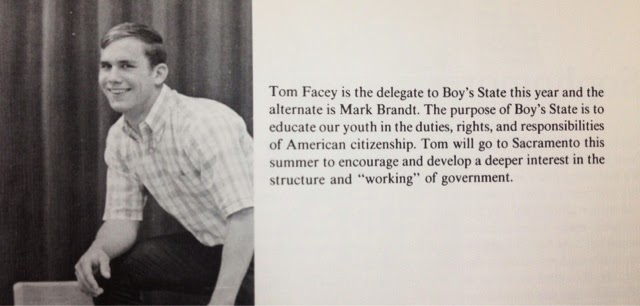 Tom Facey is the delegate to Boy's State this year and the
alternate is Mark Brandt. The purpose of Boy's State is to
educate our youth in the duties, rights, and responsibilities
of American citizenship. Tom will go to Sacramento this
summer to encourage and develop a deeper interest in the
structure and "working" of government.